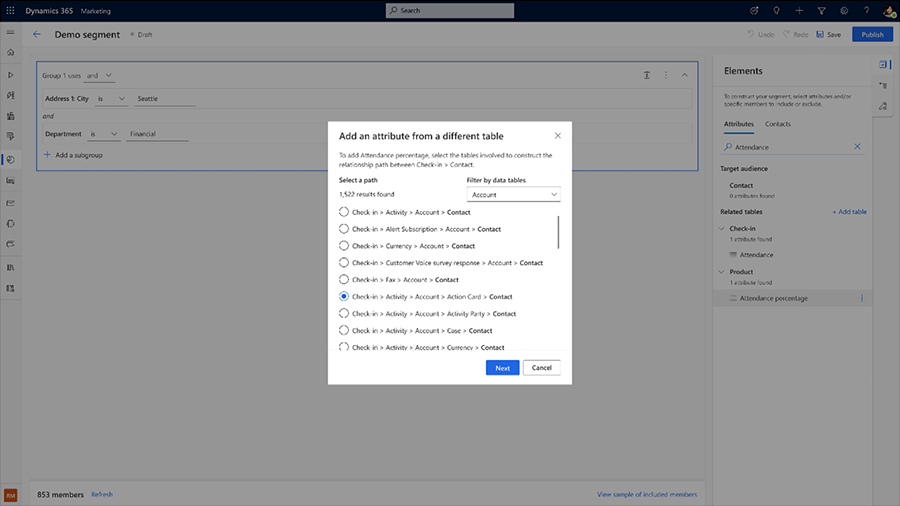 Dynamics 365 Marketing
Search
Demo segment Draft
Undo Redo Save Publish
Group 1 uses and
Address 1: City is Seattle
and
Department is Financial
+ Add a subgroup
Add an attribute from a different table
To add Attendance percentage, select the tables involved to construct the
relationship path between Check-in > Contact.
Select a path Filter by data tables
1,522 results found Account
Check-in > Activity > Account > Contact
Check-in > Alert Subscription > Account > Contact
Check-in > Currency > Account > Contact
Check-in > Customer Voice survey response > Account > Contact
Check-in > Fax > Account > Contact
Check-in > Activity > Account > Action Card > Contact
Check-in > Activity > Account > Activity Party > Contact
Check-in > Activity > Account > Case > Contact
Check-in > Activity > Account > Currency > Contact
Next Cancel
Elements
To construct your segment, select attributes and/or
specific members to include or exclude.
Attributes Contacts
Attendance
Target audience
Contact
0 attributes found
Related tables + Add table
Check-in
1 attribute found
Attendance
Product
1 attribute found
Attendance percentage
RM
853 members Refresh
View sample of included members